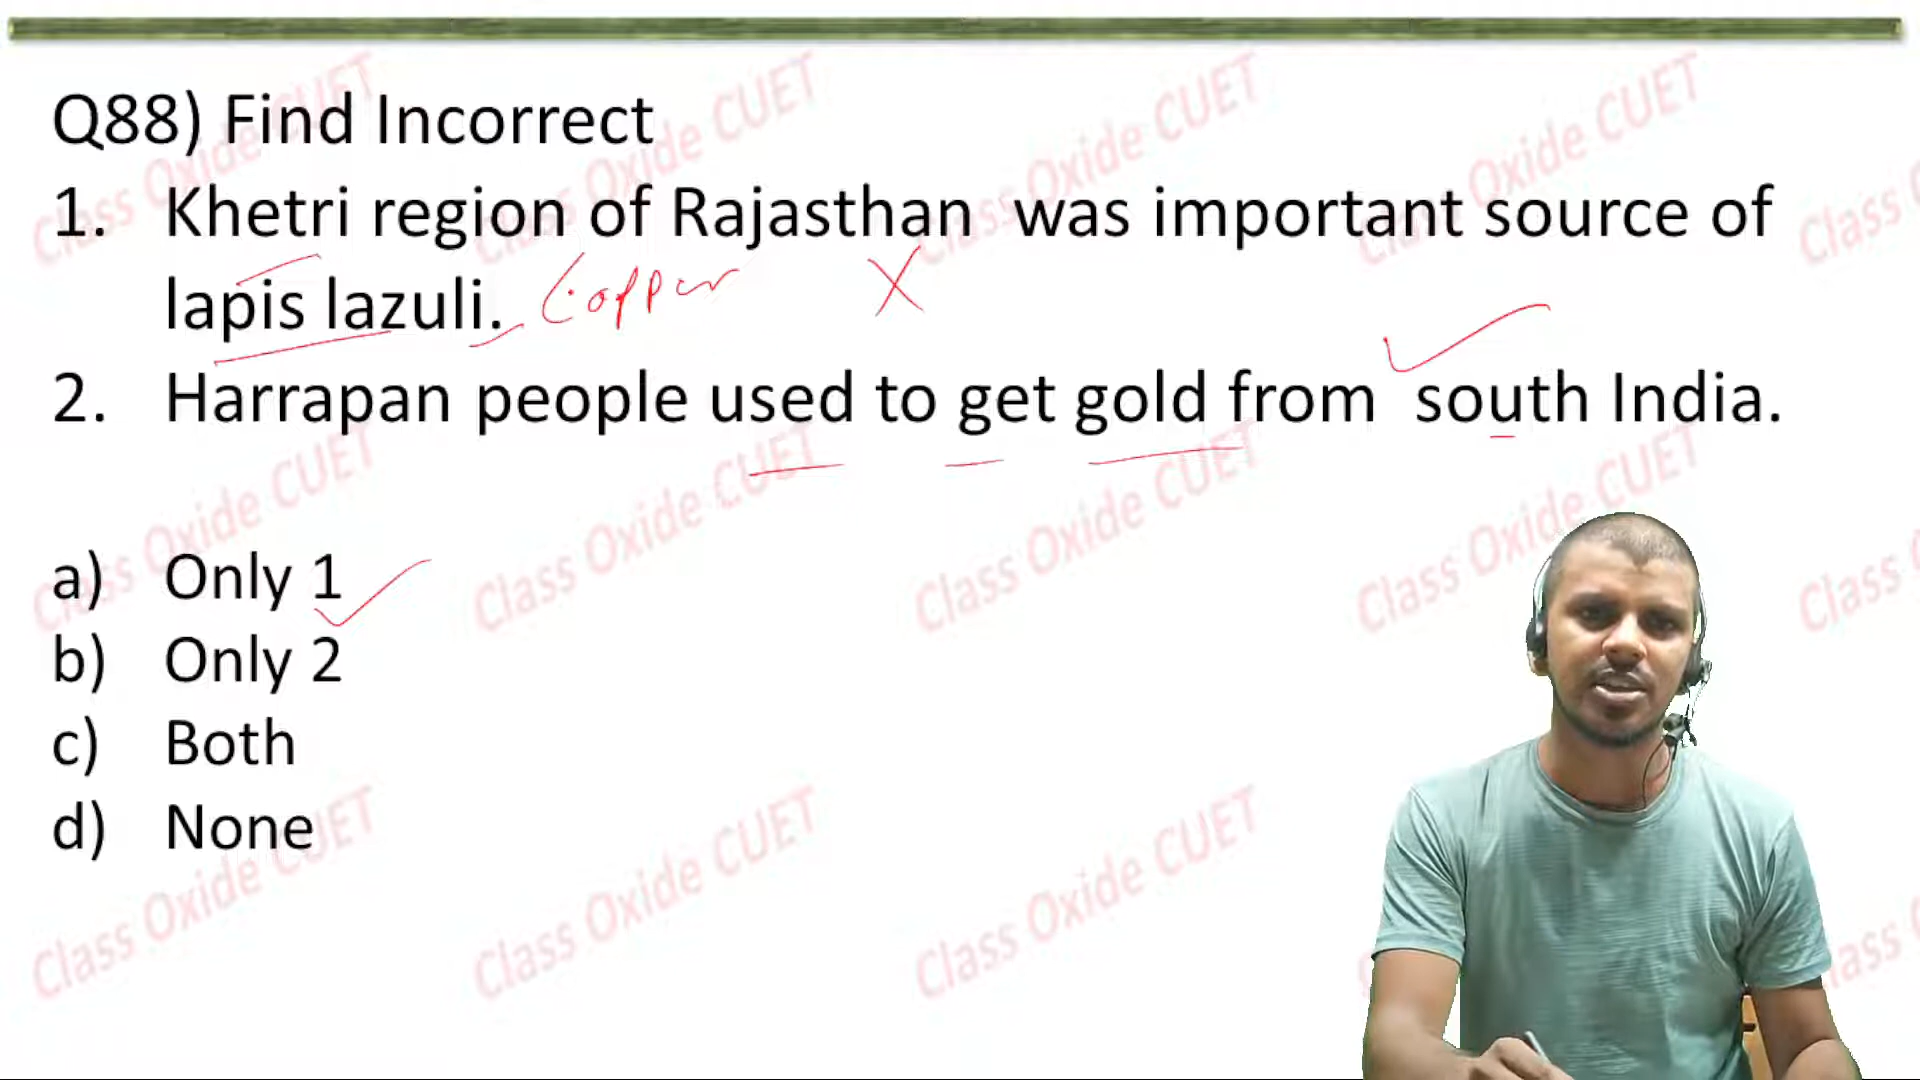 Q88) Find Incorrect
1. Khetri region of Rajasthan was important source of
lapis lazuli. Copper
2. Harrapan people used to get gold from south India.
a) Only 1
b) Only 2
c) Both
d) None
Class Oxide CUET